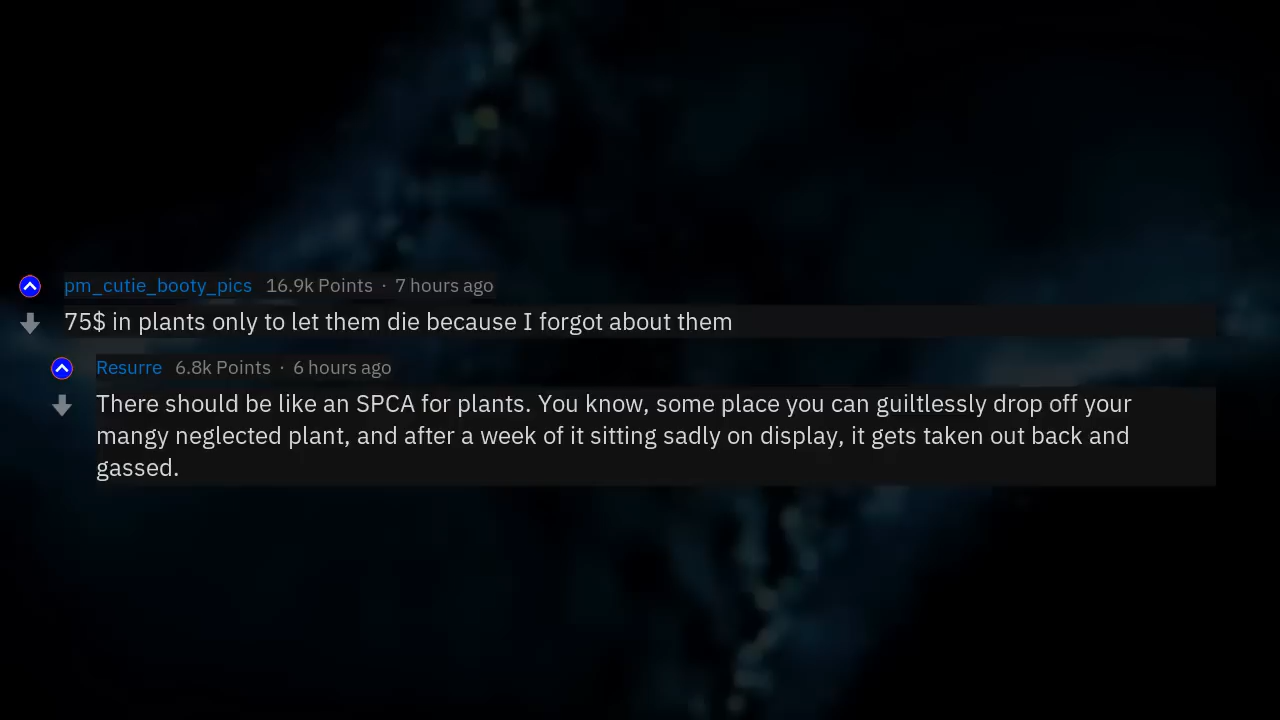 pm_cutie_booty_pics 16.9k Points · 7 hours ago
75$ in plants only to let them die because I forgot about them
Resurre 6.8k Points · 6 hours ago
There should be like an SPCA for plants. You know, some place you can guiltlessly drop off your
mangy neglected plant, and after a week of it sitting sadly on display, it gets taken out back and
gassed.